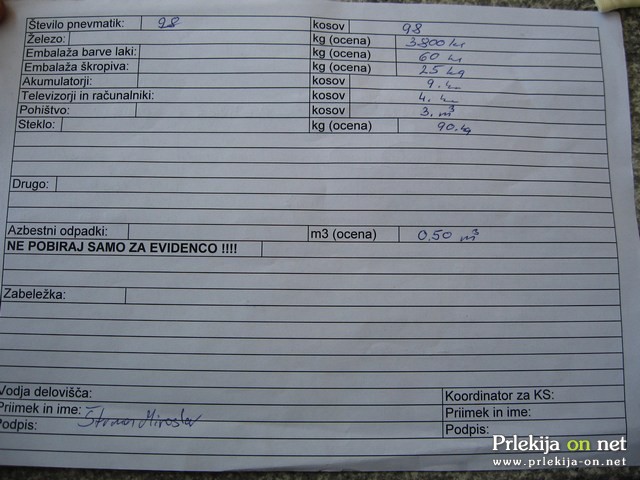 Število pnevmatik: 98 kosov 98
Železo: kg (ocena) 3.800 kg
Embalaža barve laki: kg (ocena) 60 kg
Embalaža škropiva: kg (ocena) 25 kg
Akumulatorji: kosov 9.
Televizorji in računalniki: kosov 4.
Pohištvo: kosov 3. m³
Steklo: kg (ocena) 90.kg
Drugo:
Azbestni odpadki: m3 (ocena) 0,50 m³
NE POBIRAJ SAMO ZA EVIDENCO !!!!
Zabeležka:
Vodja delovišča: Koordinator za KS:
Priimek in ime: Miroslav Priimek in ime:
Podpis: Podpis:
Prlekija on net
www.prlekija-on.net